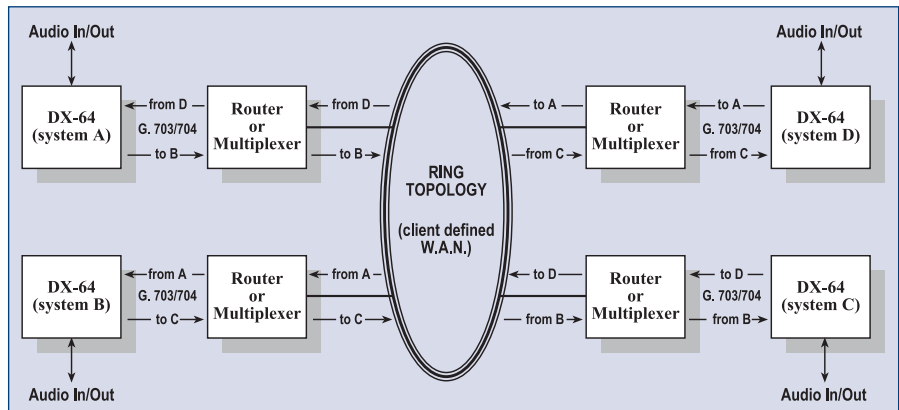 Audio In/Out
Audio In/Out
DX-64
(system A)
from D
G. 703/704
to B
Router
or
Multiplexer
from D
to B
to A
from C
Router
or
Multiplexer
to A
G. 703/704
from C
DX-64
(system D)
RING
TOPOLOGY
(client defined
W.A.N.)
DX-64
(system B)
from A
G. 703/704
to C
Router
or
Multiplexer
from A
to C
to D
from B
Router
or
Multiplexer
to D
G. 703/704
from B
DX-64
(system C)
Audio In/Out
Audio In/Out